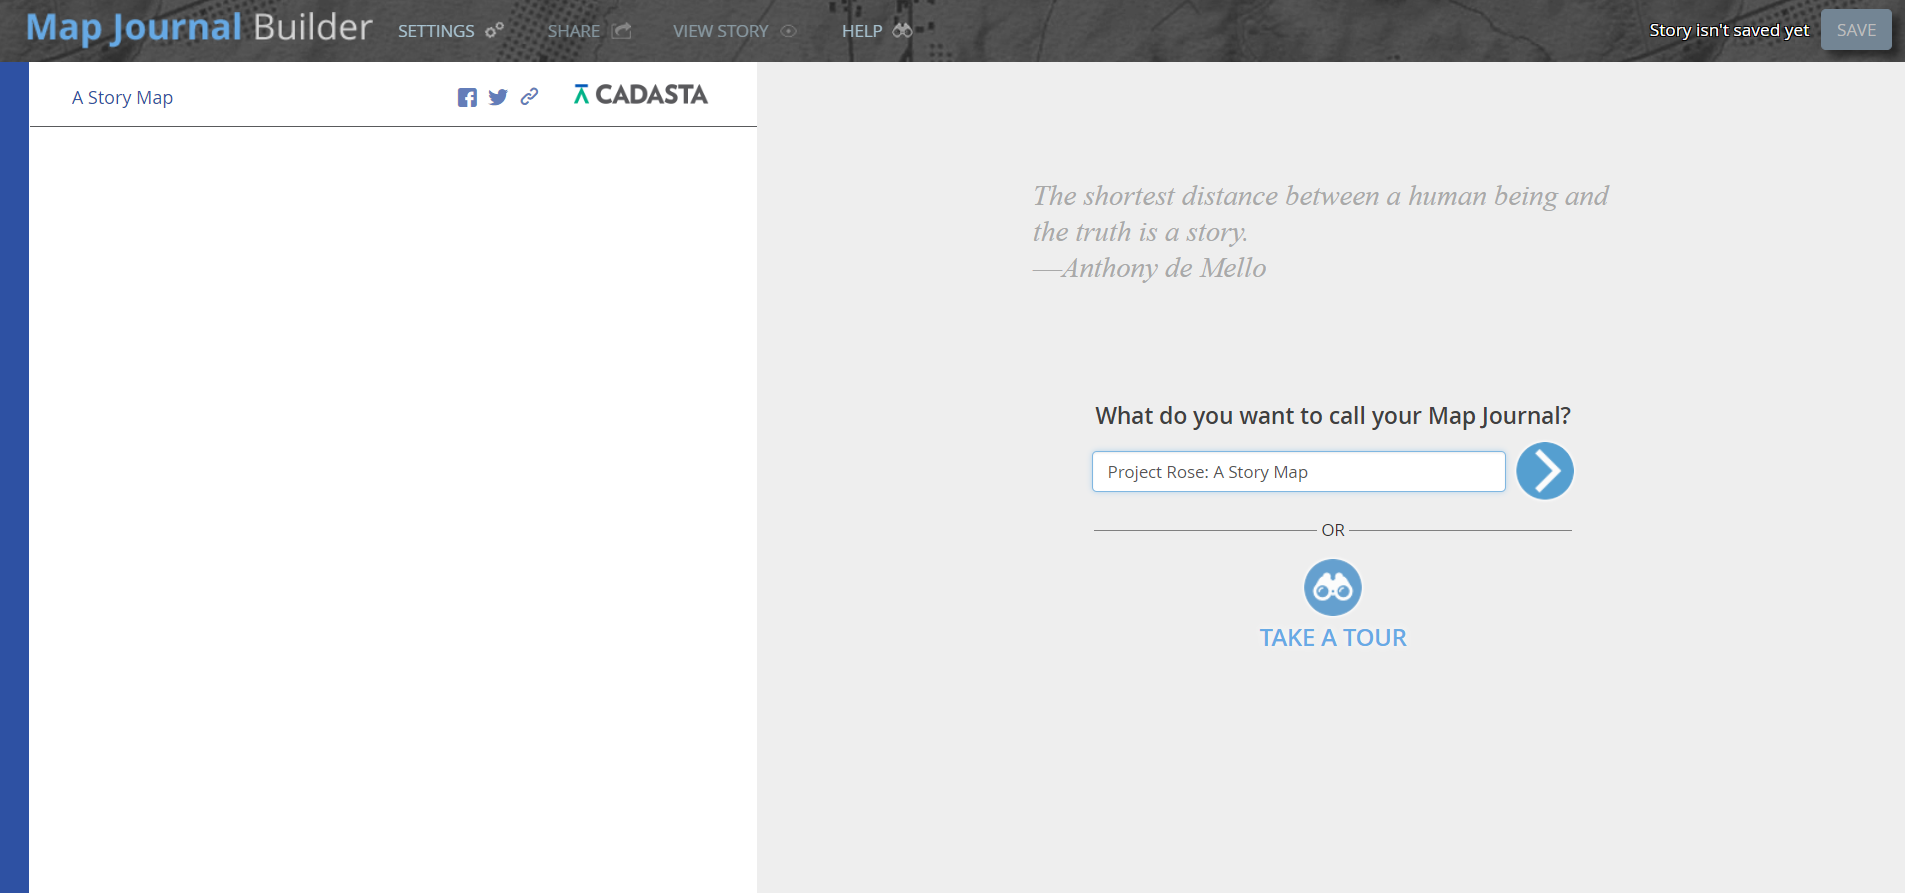 Map Journal Builder
SETTINGS
SHARE
VIEW STORY
HELP
Story isn't saved yet
SAVE
A Story Map
CADASTA
The shortest distance between a human being and
the truth is a story.
—Anthony de Mello
What do you want to call your Map Journal?
Project Rose: A Story Map
OR
TAKE A TOUR